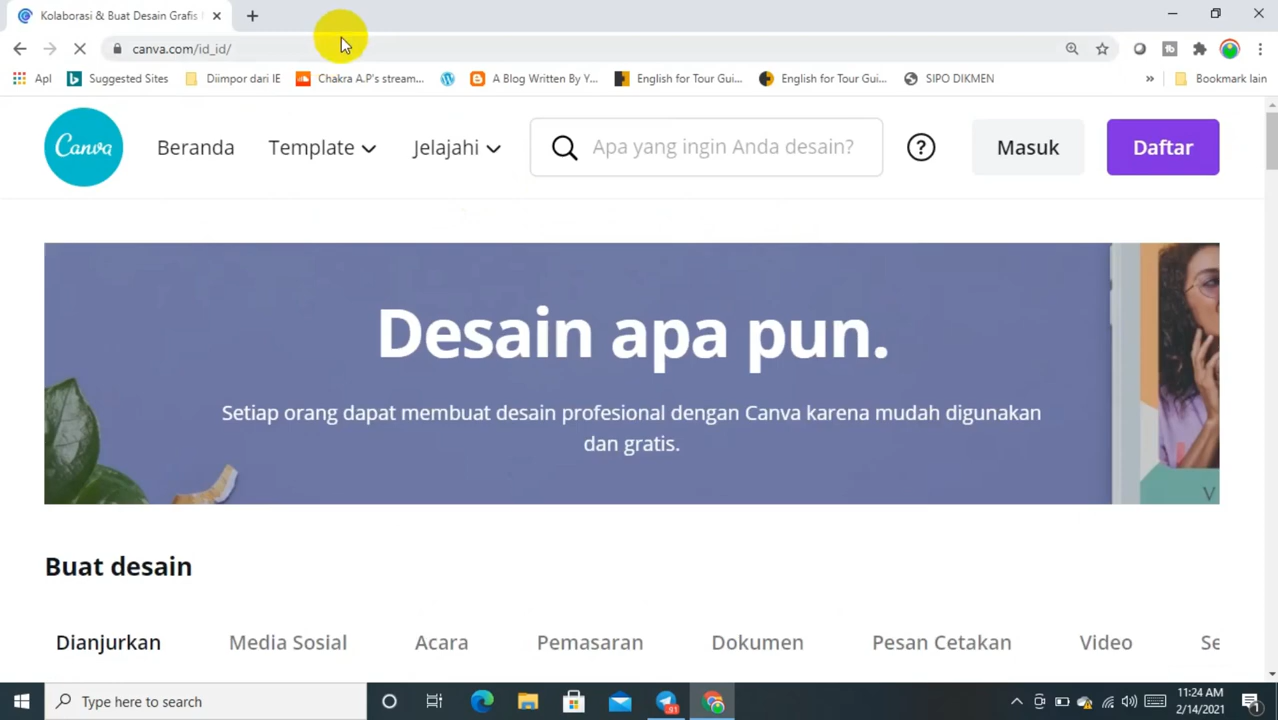 Kolaborasi & Buat Desain Grafis
canva.com/id_id/
Apl
Suggested Sites
Diimpor dari IE
Chakra A.P's stream...
A Blog Written By Y...
English for Tour Gui...
English for Tour Gui...
SIPO DIKMEN
»
Bookmark lain
Canva
Beranda
Template
Jelajahi
Apa yang ingin Anda desain?
?
Masuk
Daftar
Desain apa pun.
Setiap orang dapat membuat desain profesional dengan Canva karena mudah digunakan
dan gratis.
V
Buat desain
Dianjurkan
Media Sosial
Acara
Pemasaran
Dokumen
Pesan Cetakan
Video
Se
Type here to search
91
11:24 AM
2/14/2021
1